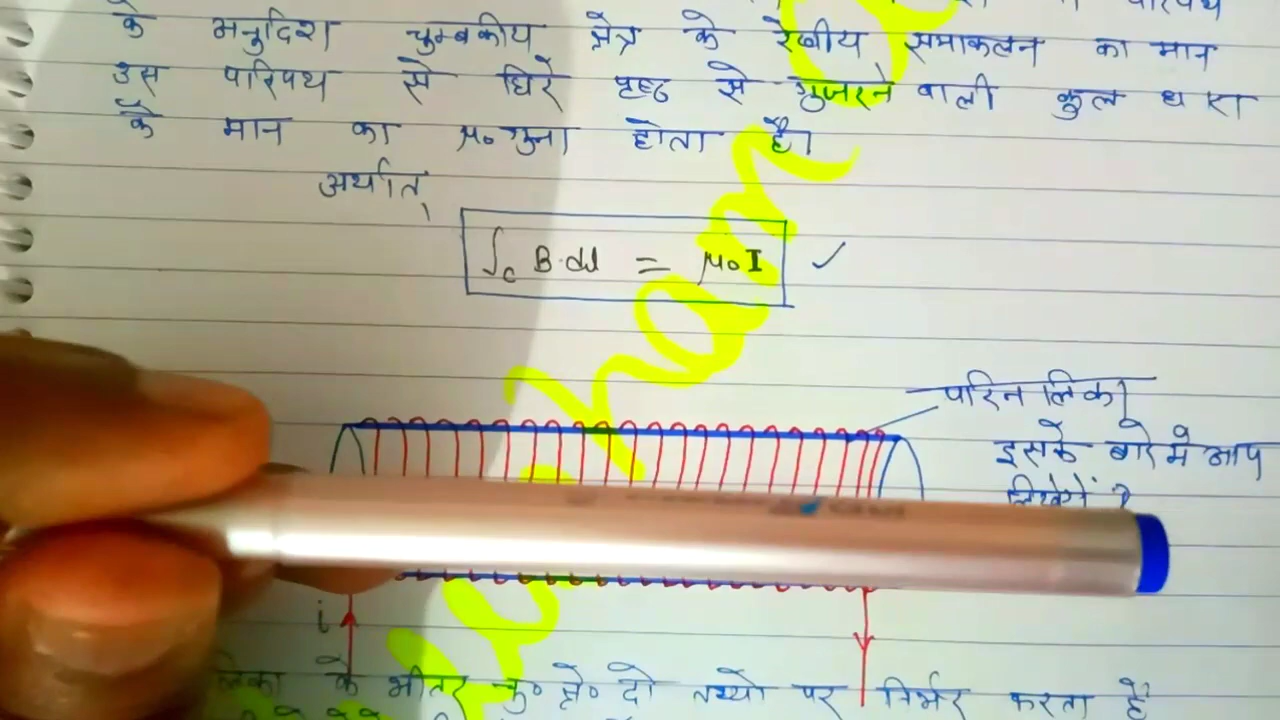 के अनुदिश चुम्बकीय क्षेत्र के रेखीय समाकलन का मान
उस परिपथ से घिरे पृष्ठ से गुजरने वाली कुल धारा
के मान का μ₀ गुना होता है।
अर्थात्,
∫c B·dl = μ₀I
परिनालिका
इसके बारे में आप
लिखेगें ?
i
लिका के भीतर चु० क्षे० दो तथ्यो पर निर्भर करता है